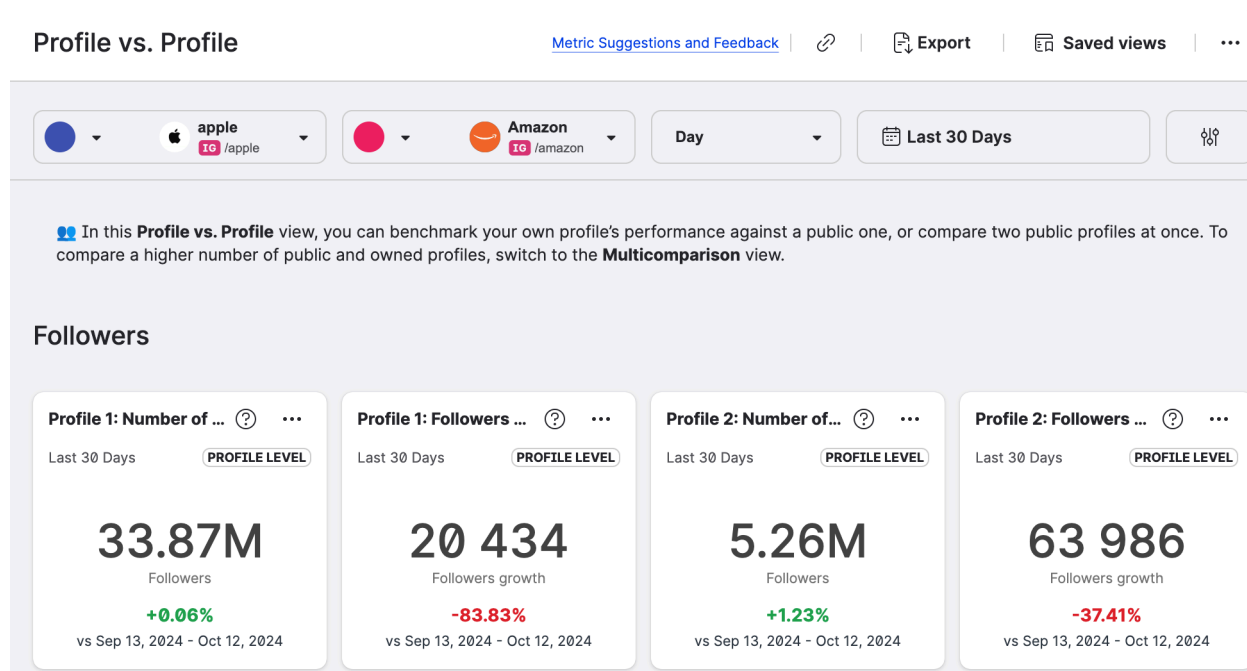 Profile vs. Profile
Metric Suggestions and Feedback
Export
Saved views
apple
IG /apple
Amazon
IG /amazon
Day
Last 30 Days
In this Profile vs. Profile view, you can benchmark your own profile's performance against a public one, or compare two public profiles at once. To
compare a higher number of public and owned profiles, switch to the Multicomparison view.
Followers
Profile 1: Number of ...
Last 30 Days
PROFILE LEVEL
33.87M
Followers
+0.06%
vs Sep 13, 2024 - Oct 12, 2024
Profile 1: Followers ...
Last 30 Days
PROFILE LEVEL
20 434
Followers growth
-83.83%
vs Sep 13, 2024 - Oct 12, 2024
Profile 2: Number of...
Last 30 Days
PROFILE LEVEL
5.26M
Followers
+1.23%
vs Sep 13, 2024 - Oct 12, 2024
Profile 2: Followers ...
Last 30 Days
PROFILE LEVEL
63 986
Followers growth
-37.41%
vs Sep 13, 2024 - Oct 12, 2024